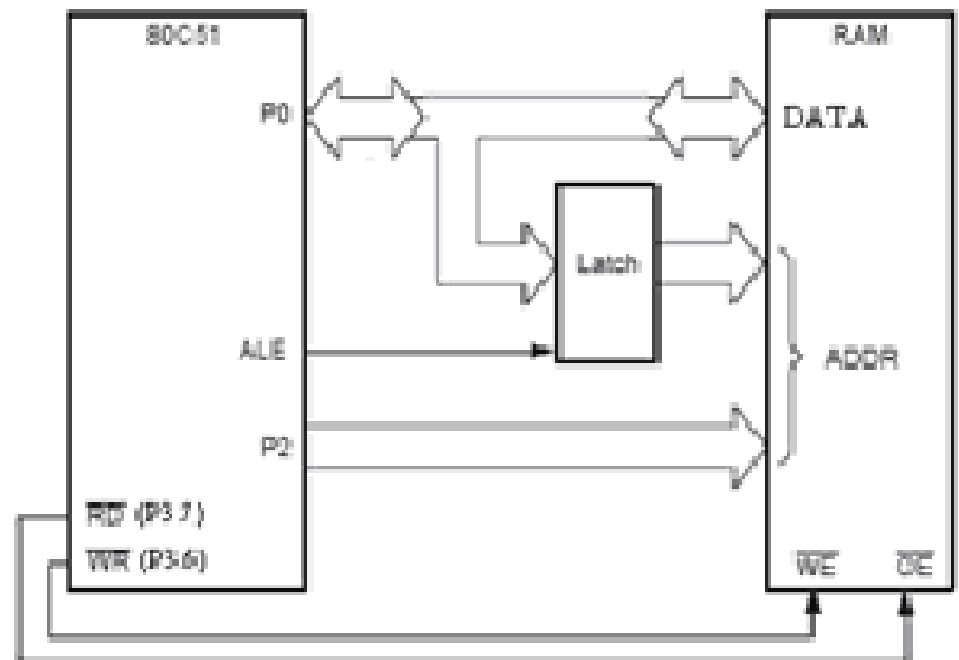 80C51
RAM
P0
DATA
Latch
ALE
ADDR
P2
RD (P3.7)
WR (P3.6)
WE OE